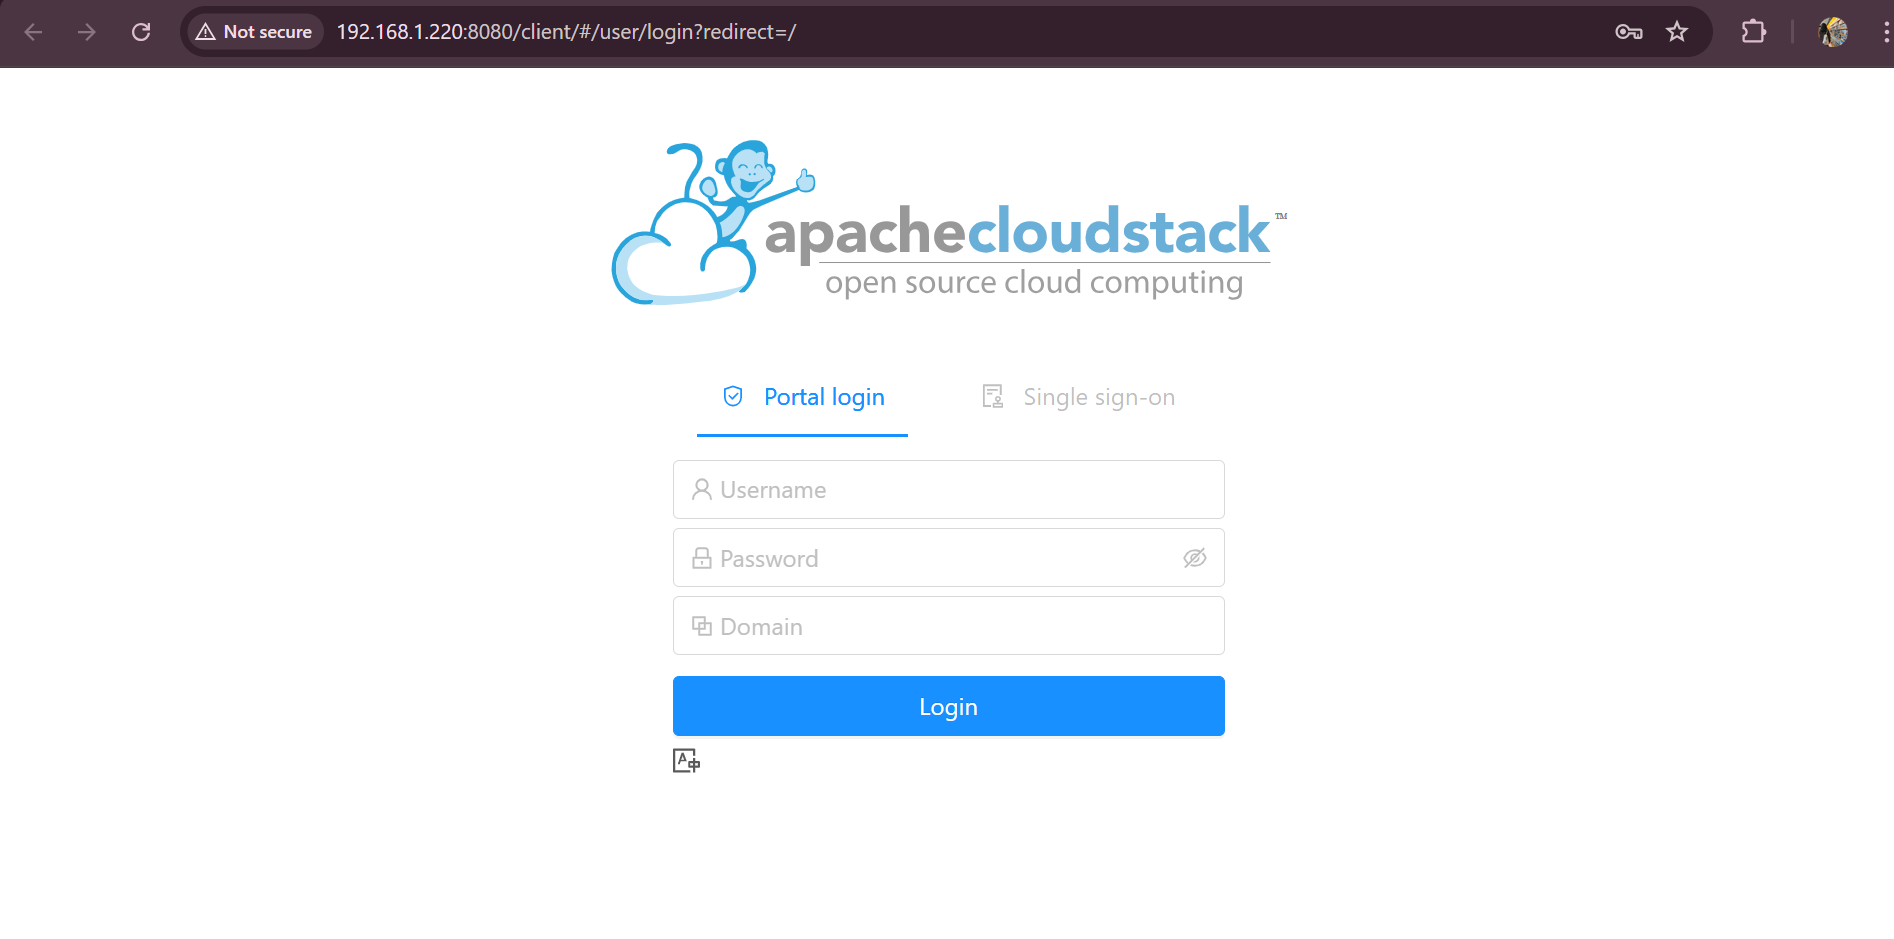 Not secure
192.168.1.220:8080/client/#/user/login?redirect=/
apachecloudstack™
open source cloud computing
Portal login
Single sign-on
Username
Password
Domain
Login
A